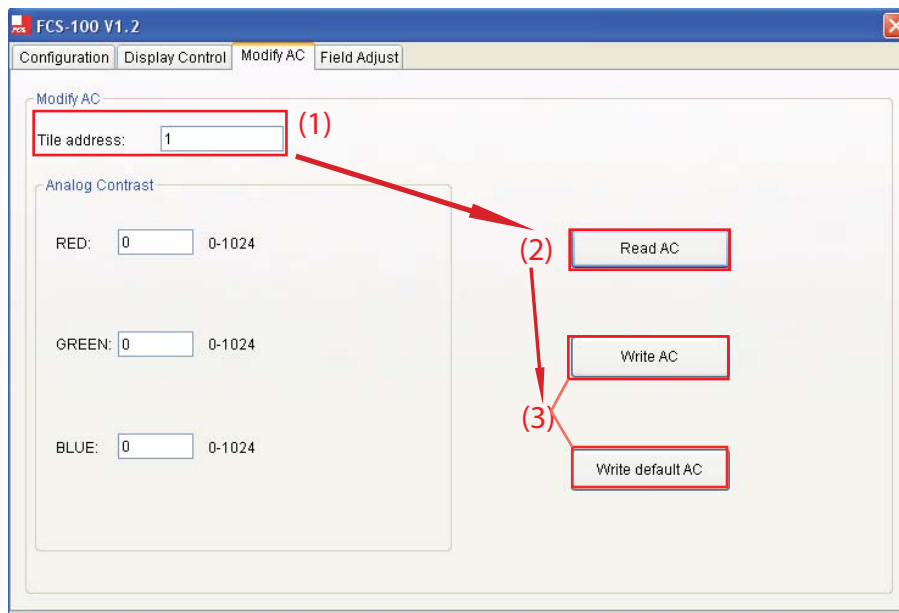 FCS FCS-100 V1.2
Configuration Display Control Modify AC Field Adjust
Modify AC
Tile address: 1 (1)
Analog Contrast
RED: 0 0-1024 (2) Read AC
GREEN: 0 0-1024 Write AC
(3)
BLUE: 0 0-1024 Write default AC